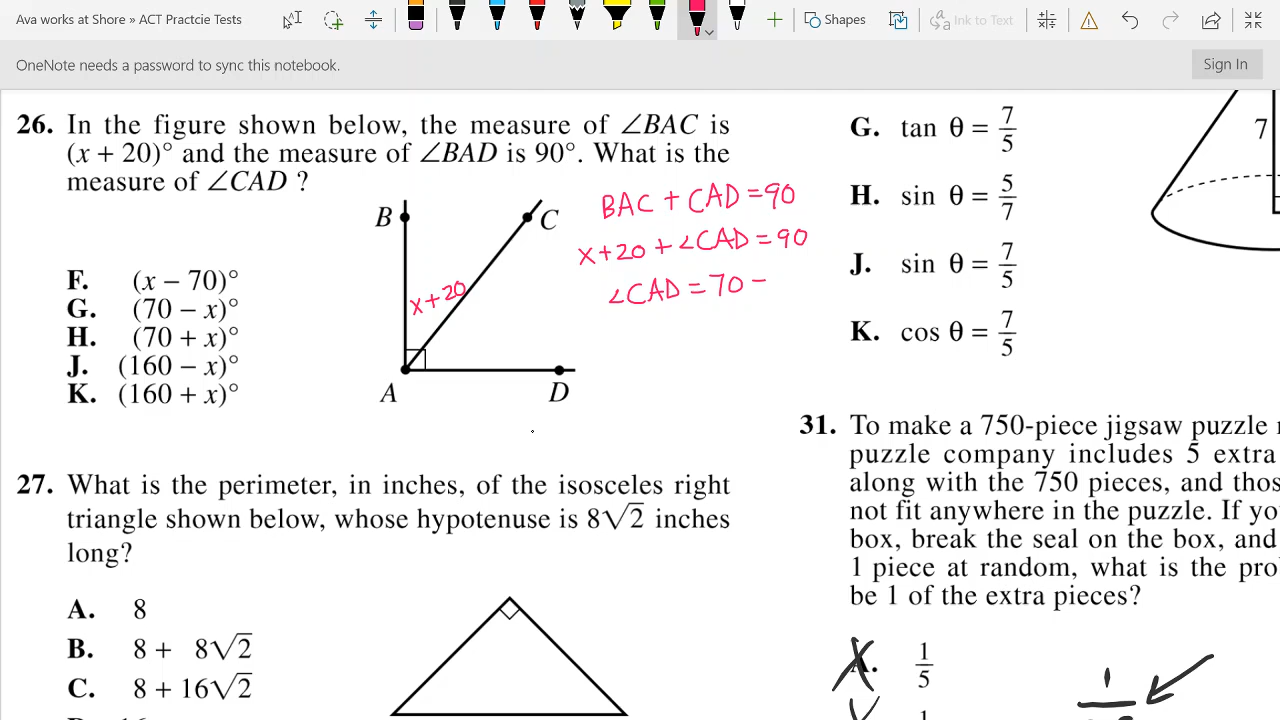 Ava works at Shore » ACT Practcie Tests
Shapes
Ink to Text
OneNote needs a password to sync this notebook.
Sign In
26. In the figure shown below, the measure of ∠BAC is
(x + 20)° and the measure of ∠BAD is 90°. What is the
measure of ∠CAD ?
B
C
A
D
x+20
BAC + CAD = 90
x+20 + ∠CAD = 90
∠CAD = 70 -
F. (x – 70)°
G. (70 – x)°
H. (70 + x)°
J. (160 – x)°
K. (160 + x)°
27. What is the perimeter, in inches, of the isosceles right
triangle shown below, whose hypotenuse is 8√2 inches
long?
A. 8
B. 8 + 8√2
C. 8 + 16√2
G. tan θ = 7/5
H. sin θ = 5/7
J. sin θ = 7/5
K. cos θ = 7/5
7
31. To make a 750-piece jigsaw puzzle
puzzle company includes 5 extra
along with the 750 pieces, and thos
not fit anywhere in the puzzle. If yo
box, break the seal on the box, and
1 piece at random, what is the pro
be 1 of the extra pieces?
A. 1/5